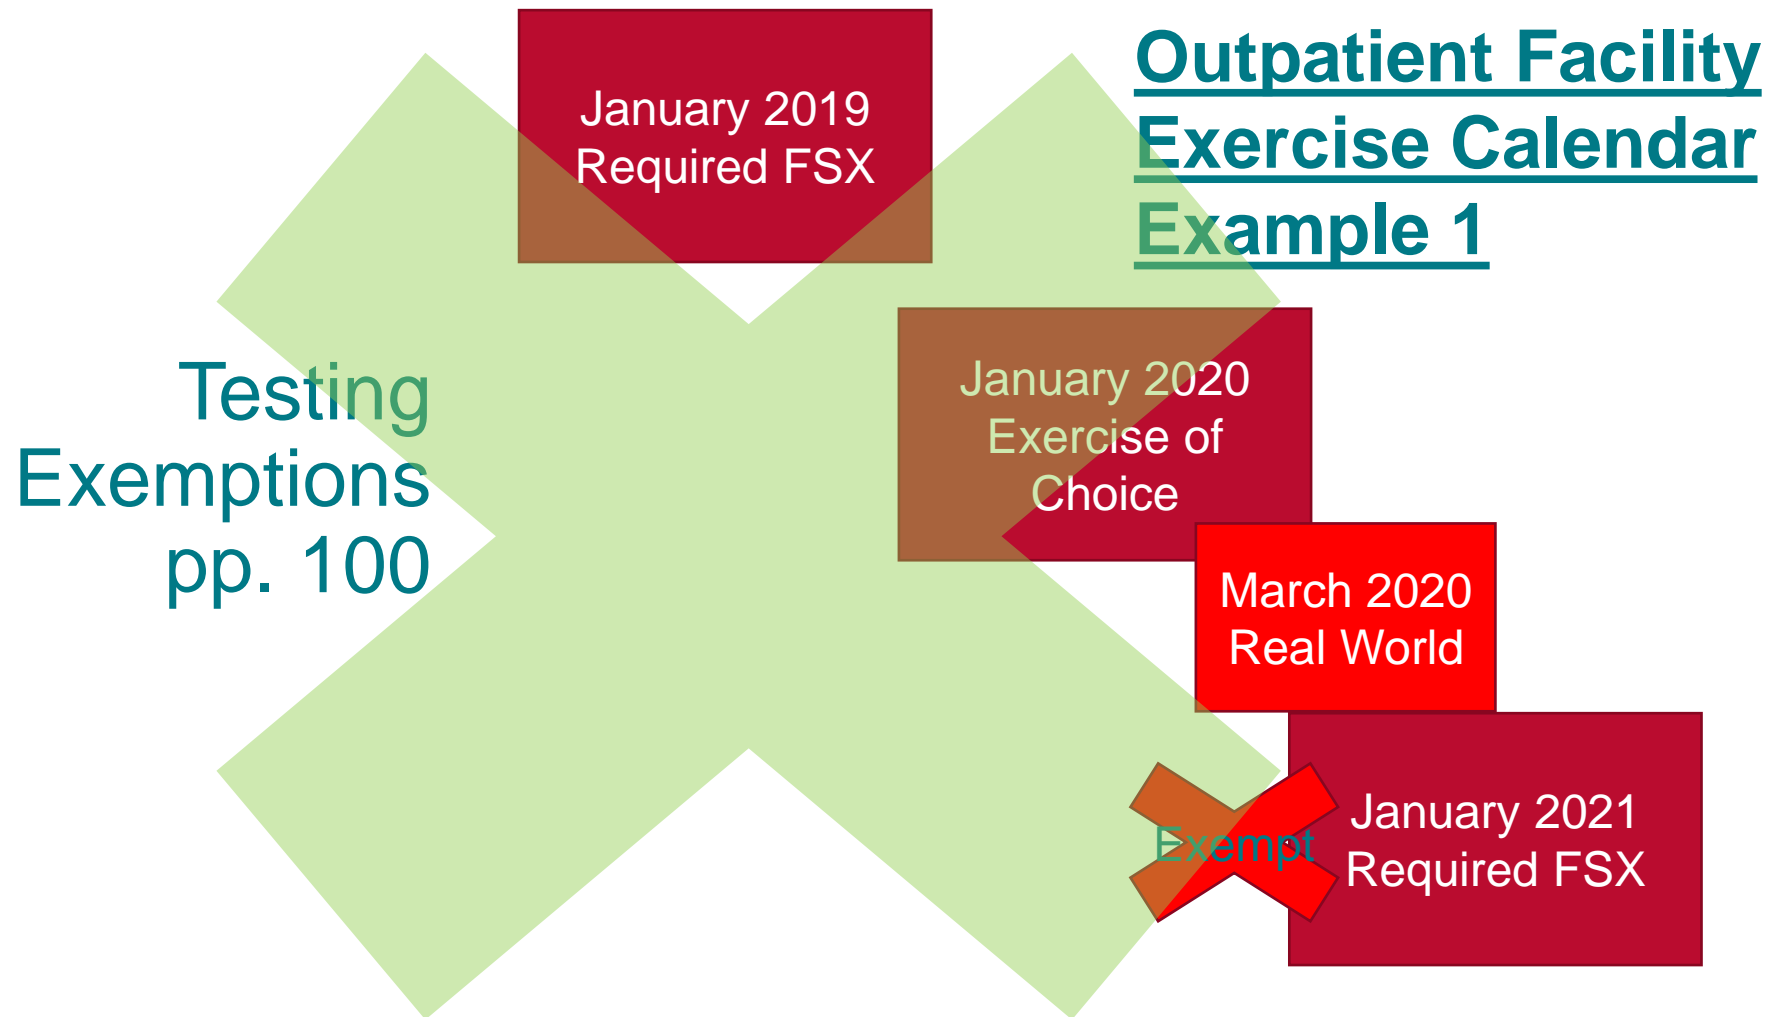 Outpatient Facility
Exercise Calendar
Example 1
January 2019
Required FSX
Testing
Exemptions
pp. 100
January 2020
Exercise of
Choice
March 2020
Real World
Exempt
January 2021
Required FSX